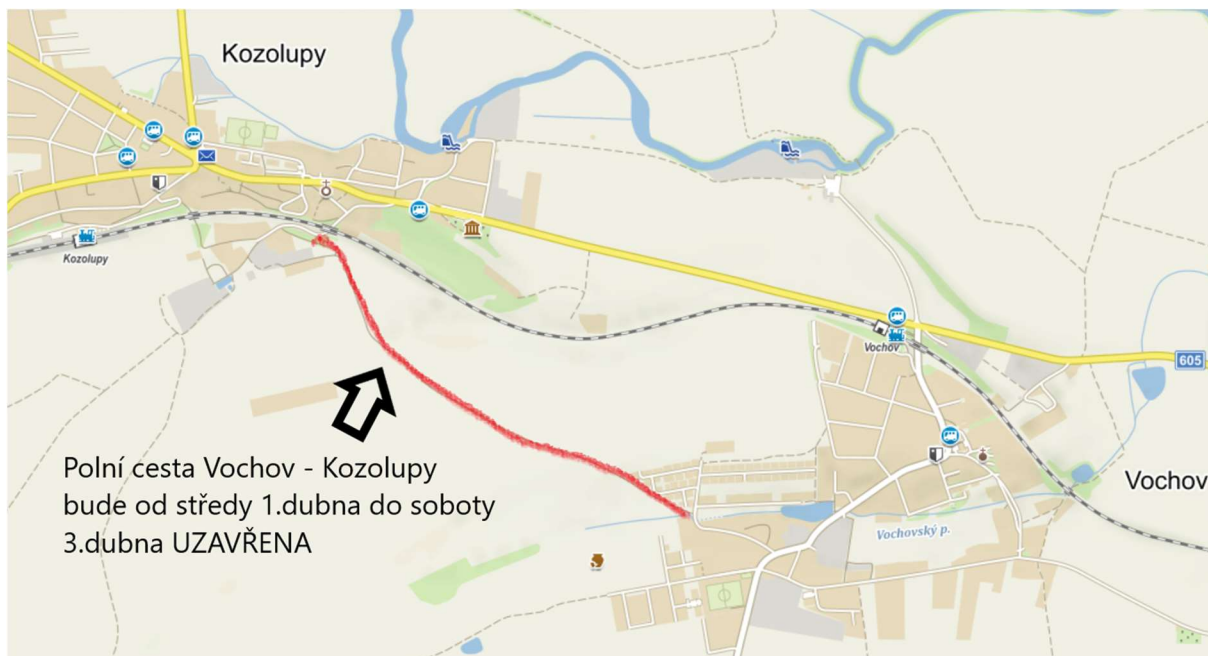 Kozolupy
Kozolupy
Vochov
605
Polní cesta Vochov - Kozolupy
bude od středy 1.dubna do soboty
3.dubna UZAVŘENA
Vochov
Vochovský p.